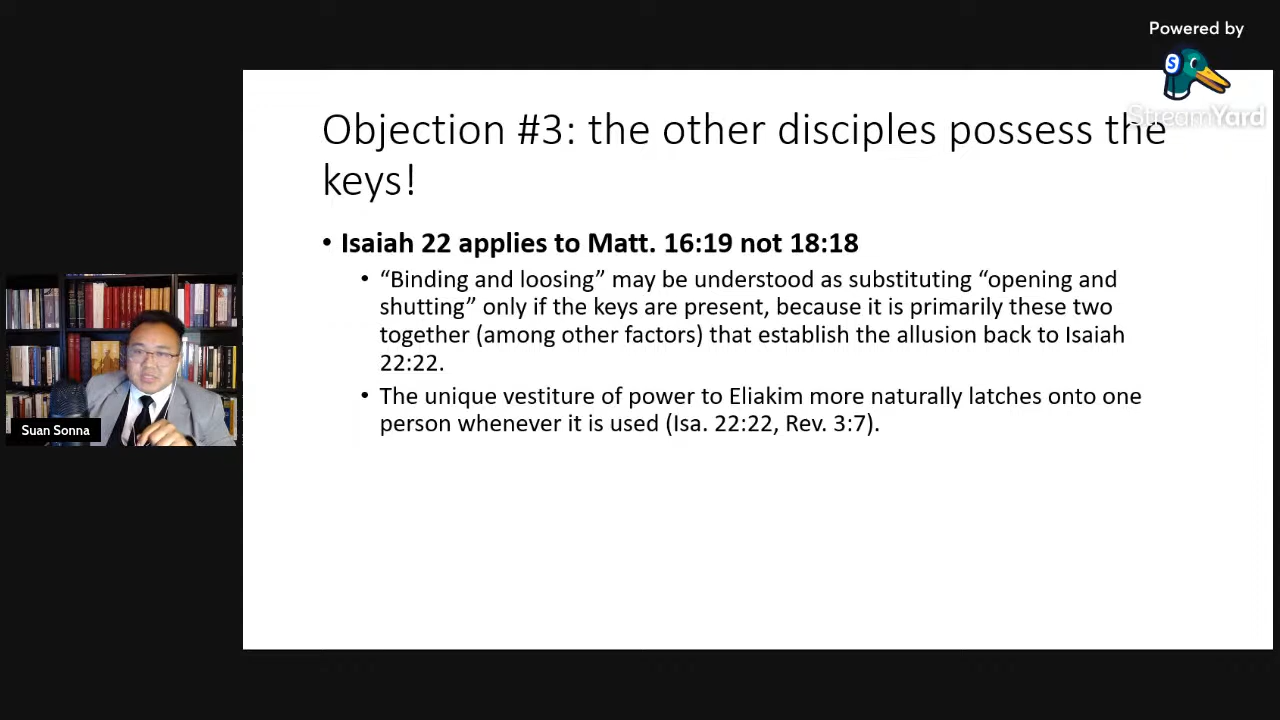 Powered by
S
StreamYard
Objection #3: the other disciples possess the
keys!
• Isaiah 22 applies to Matt. 16:19 not 18:18
• “Binding and loosing” may be understood as substituting “opening and
shutting” only if the keys are present, because it is primarily these two
together (among other factors) that establish the allusion back to Isaiah
22:22.
• The unique vestiture of power to Eliakim more naturally latches onto one
person whenever it is used (Isa. 22:22, Rev. 3:7).
Suan Sonna